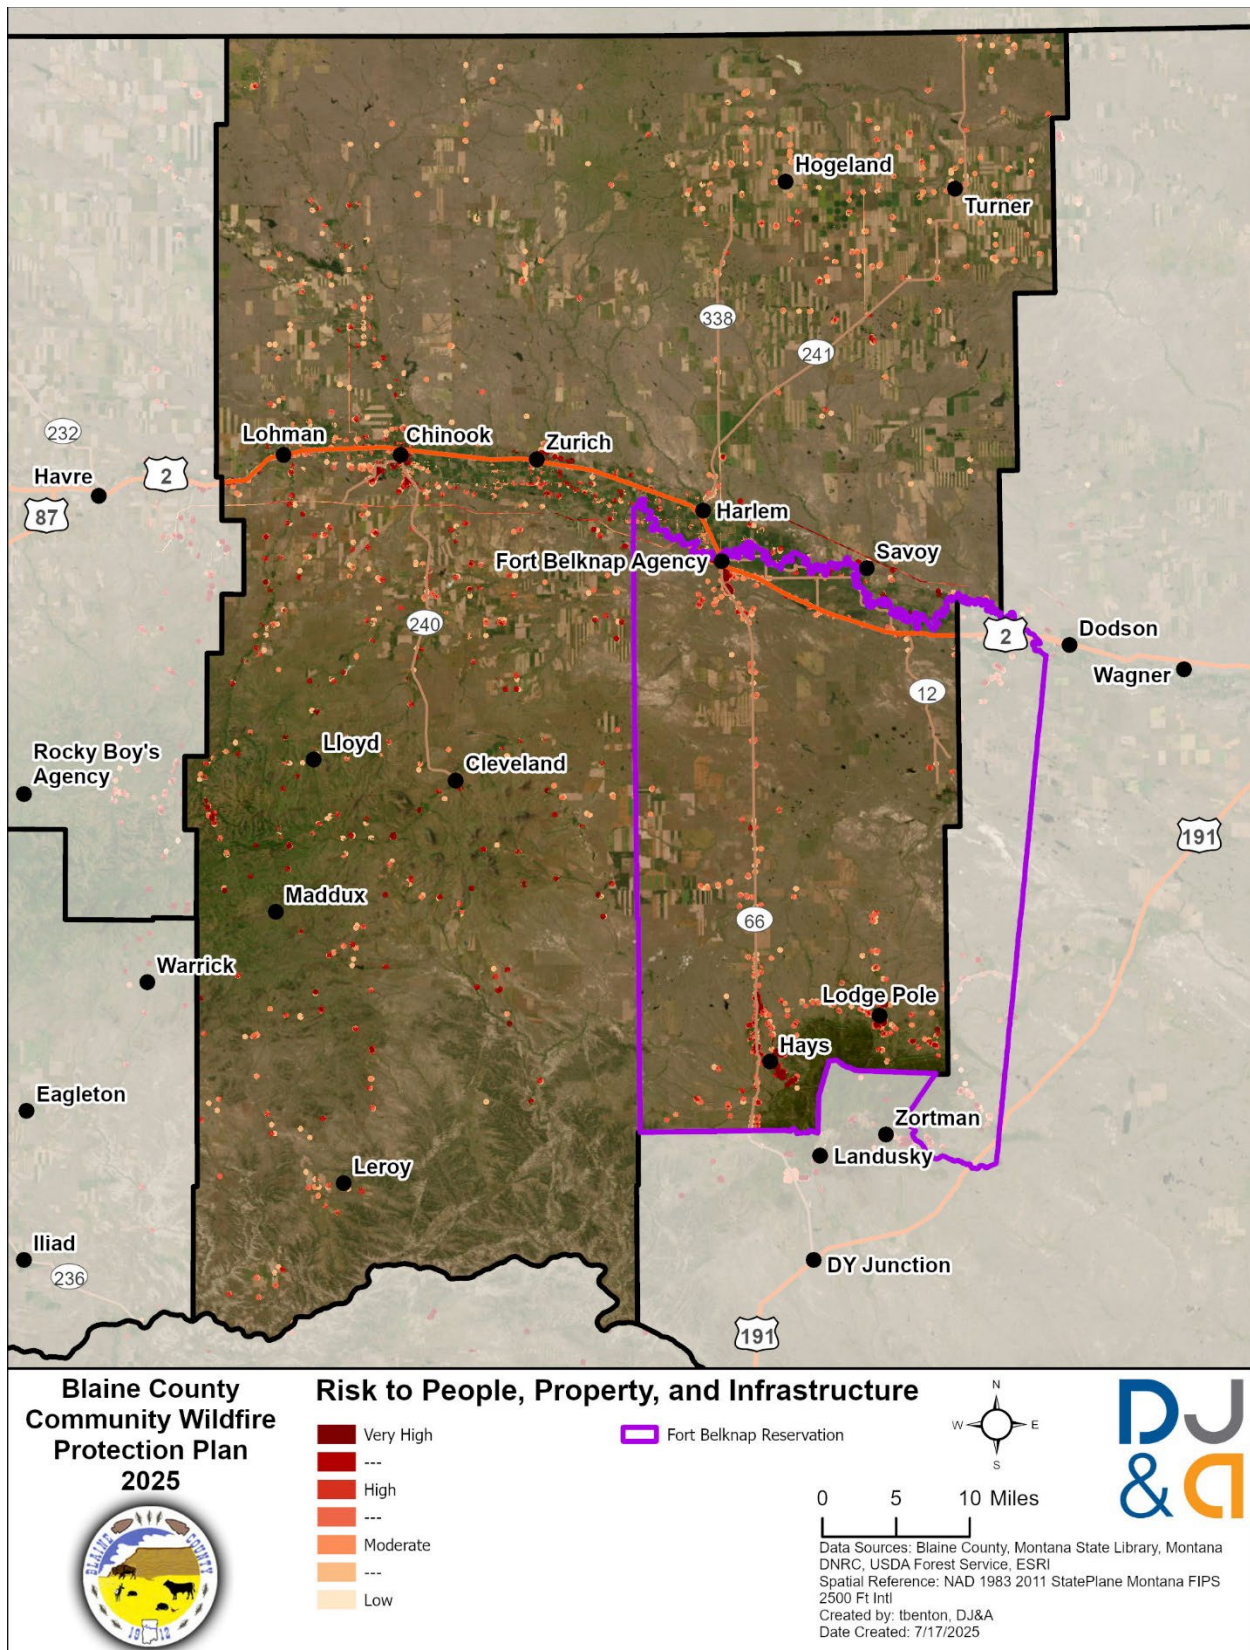 Hogeland
Turner
338
241
232
Lohman
Chinook
Zurich
Havre
2
87
Harlem
Fort Belknap Agency
Savoy
240
2
Dodson
Wagner
12
Rocky Boy's
Agency
Lloyd
Cleveland
191
Maddux
66
Warrick
Lodge Pole
Hays
Eagleton
Zortman
Landusky
Leroy
Iliad
236
DY Junction
191
Blaine County
Community Wildfire
Protection Plan
2025
BLAINE COUNTY
1912
Risk to People, Property, and Infrastructure
Very High
---
High
---
Moderate
---
Low
Fort Belknap Reservation
N
W
E
S
0 5 10 Miles
DJ
&A
Data Sources: Blaine County, Montana State Library, Montana
DNRC, USDA Forest Service, ESRI
Spatial Reference: NAD 1983 2011 StatePlane Montana FIPS
2500 Ft Intl
Created by: tbenton, DJ&A
Date Created: 7/17/2025